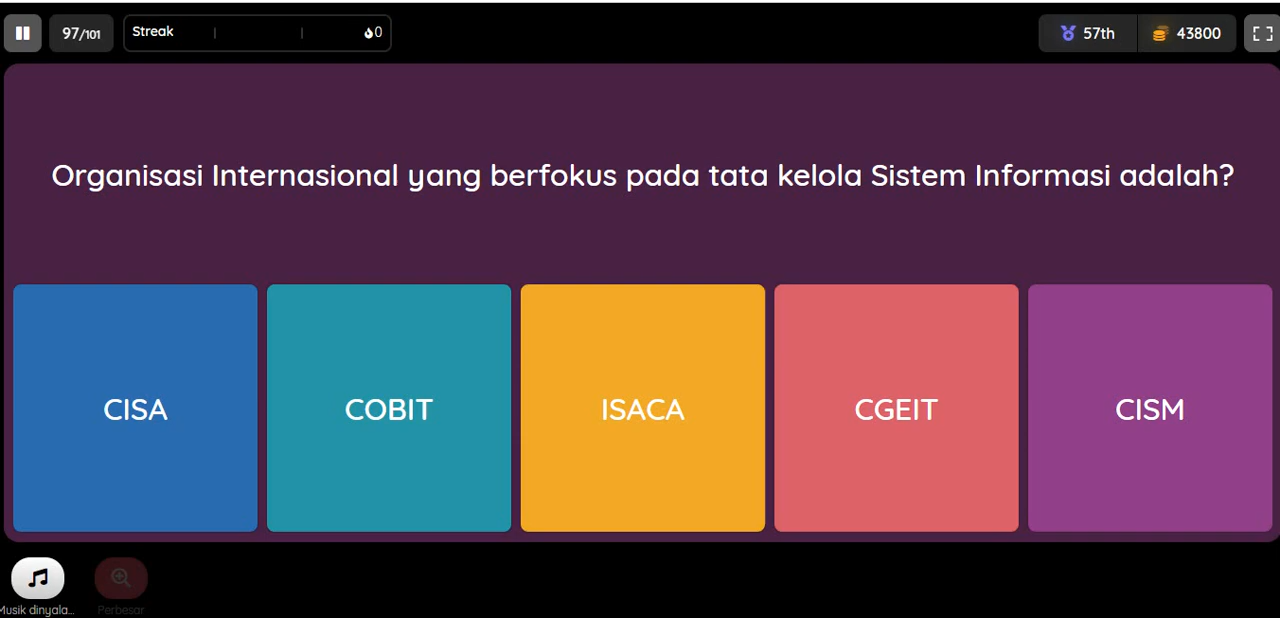 97/101 Streak 0 57th 43800
Organisasi Internasional yang berfokus pada tata kelola Sistem Informasi adalah?
CISA COBIT ISACA CGEIT CISM
Musik dinyala... Perbesar